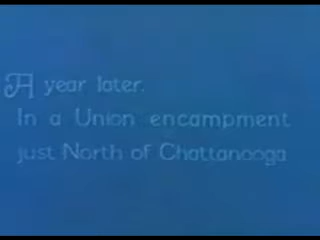 A year later.
In a Union encampment
just North of Chattanooga